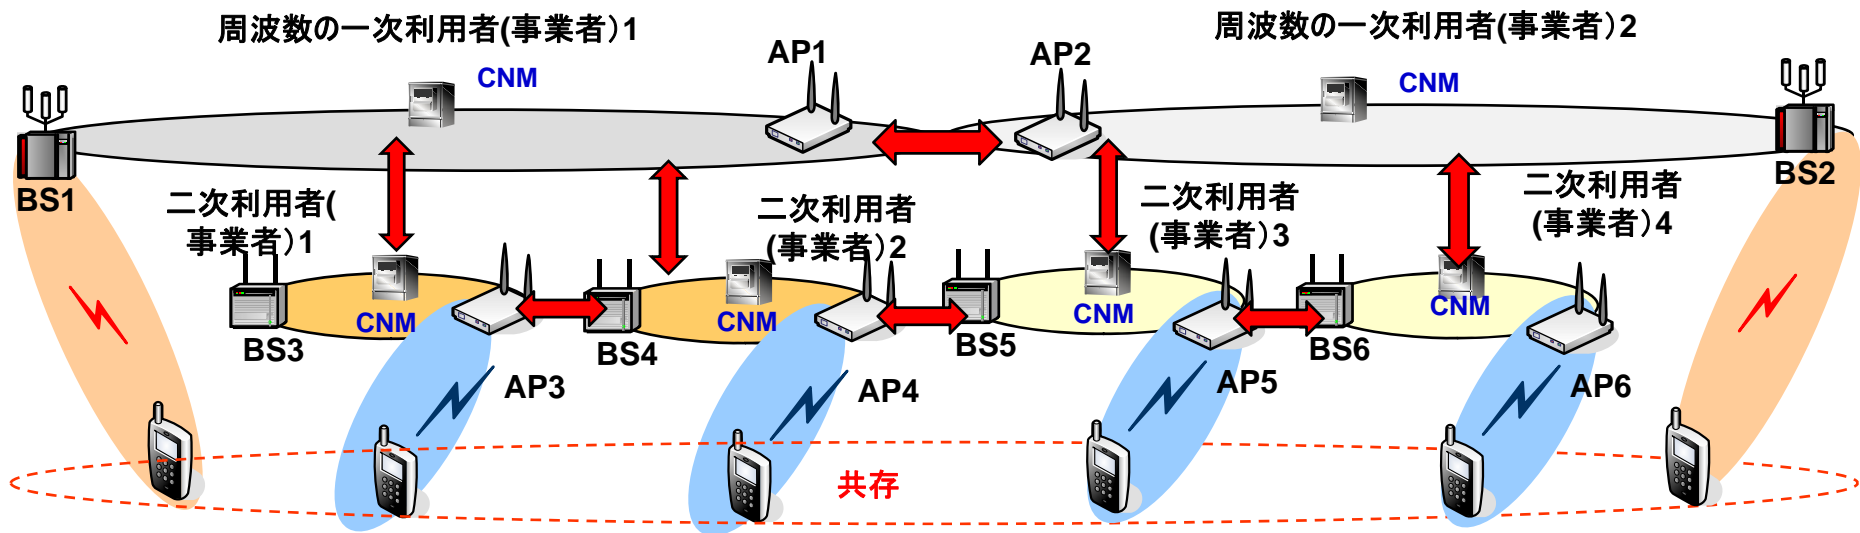 周波数の一次利用者(事業者)1
周波数の一次利用者(事業者)2
AP1
AP2
CNM
CNM
BS1
BS2
二次利用者(
事業者)1
二次利用者
(事業者)2
二次利用者
(事業者)3
二次利用者
(事業者)4
CNM
CNM
CNM
CNM
BS3
BS4
BS5
BS6
AP3
AP4
AP5
AP6
共存